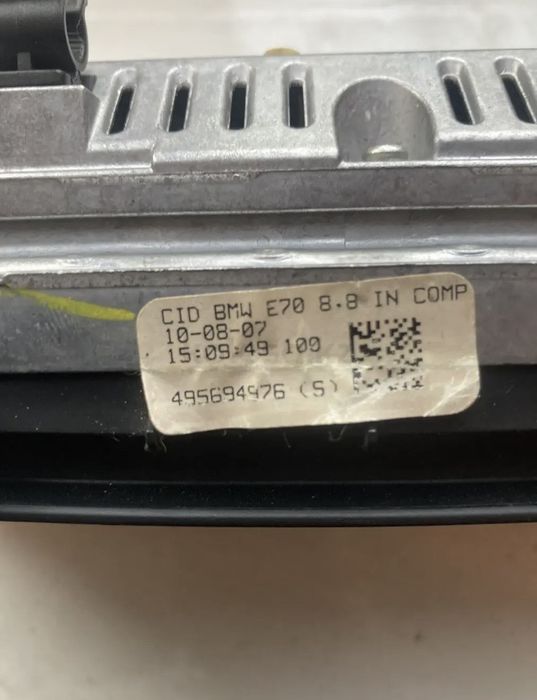 CID BMW E70 8.8 IN COMP
10-08-07
15:09:49 100
495694976 (S)